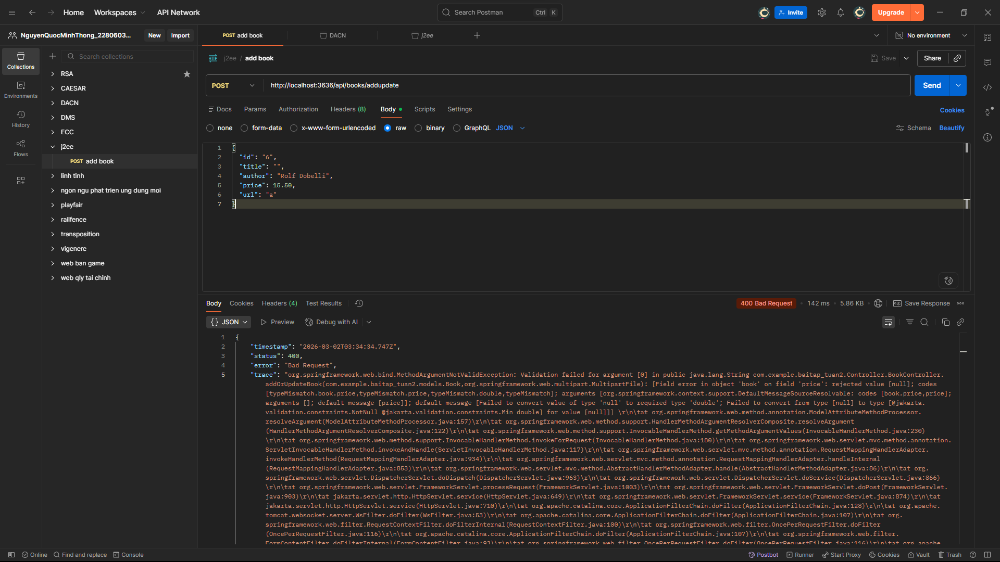 Home
Workspaces
API Network
Search Postman
Ctrl
K
Invite
Upgrade
NguyenQuocMinhThong_2280603...
New
Import
POST add book
DACN
j2ee
No environment
Collections
Environments
History
Flows
Search collections
RSA
CAESAR
DACN
DMS
ECC
j2ee
POST add book
linh tinh
ngon ngu phat trien ung dung moi
playfair
railfence
transposition
vigenere
web ban game
web qly tai chinh
HTTP j2ee / add book
Save
Share
POST
http://localhost:3636/api/books/addupdate
Send
Docs
Params
Authorization
Headers (8)
Body
Scripts
Settings
Cookies
none
form-data
x-www-form-urlencoded
raw
binary
GraphQL
JSON
Schema
Beautify
1 {
2 "id": "6",
3 "title": "",
4 "author": "Rolf Dobelli",
5 "price": 15.50,
6 "url": "a"
7 }
Body
Cookies
Headers (4)
Test Results
400 Bad Request
142 ms
5.86 KB
e.g.
Save Response
{} JSON
Preview
Debug with AI
1 {
2 "timestamp": "2026-03-02T03:34:34.747Z",
3 "status": 400,
4 "error": "Bad Request",
5 "trace": "org.springframework.web.bind.MethodArgumentNotValidException: Validation failed for argument [0] in public java.lang.String com.example.baitap_tuan2.Controller.BookController.
addOrUpdateBook(com.example.baitap_tuan2.models.Book,org.springframework.web.multipart.MultipartFile): [Field error in object 'book' on field 'price': rejected value [null]; codes
[typeMismatch.book.price,typeMismatch.price,typeMismatch.double,typeMismatch]; arguments [org.springframework.context.support.DefaultMessageSourceResolvable: codes [book.price,price];
arguments []; default message [price]]; default message [Failed to convert value of type 'null' to required type 'double'; Failed to convert from type [null] to type [@jakarta.
validation.constraints.NotNull @jakarta.validation.constraints.Min double] for value [null]]] \r\n\tat org.springframework.web.method.annotation.ModelAttributeMethodProcessor.
resolveArgument(ModelAttributeMethodProcessor.java:157)\r\n\tat org.springframework.web.method.support.HandlerMethodArgumentResolverComposite.resolveArgument
(HandlerMethodArgumentResolverComposite.java:122)\r\n\tat org.springframework.web.method.support.InvocableHandlerMethod.getMethodArgumentValues(InvocableHandlerMethod.java:230)
\r\n\tat org.springframework.web.method.support.InvocableHandlerMethod.invokeForRequest(InvocableHandlerMethod.java:180)\r\n\tat org.springframework.web.servlet.mvc.method.annotation.
ServletInvocableHandlerMethod.invokeAndHandle(ServletInvocableHandlerMethod.java:117)\r\n\tat org.springframework.web.servlet.mvc.method.annotation.RequestMappingHandlerAdapter.
invokeHandlerMethod(RequestMappingHandlerAdapter.java:934)\r\n\tat org.springframework.web.servlet.mvc.method.annotation.RequestMappingHandlerAdapter.handleInternal
(RequestMappingHandlerAdapter.java:853)\r\n\tat org.springframework.web.servlet.mvc.method.AbstractHandlerMethodAdapter.handle(AbstractHandlerMethodAdapter.java:86)\r\n\tat org.
springframework.web.servlet.DispatcherServlet.doDispatch(DispatcherServlet.java:963)\r\n\tat org.springframework.web.servlet.DispatcherServlet.doService(DispatcherServlet.java:866)
\r\n\tat org.springframework.web.servlet.FrameworkServlet.processRequest(FrameworkServlet.java:1003)\r\n\tat org.springframework.web.servlet.FrameworkServlet.doPost(FrameworkServlet.
java:903)\r\n\tat jakarta.servlet.http.HttpServlet.service(HttpServlet.java:649)\r\n\tat org.springframework.web.servlet.FrameworkServlet.service(FrameworkServlet.java:874)\r\n\tat
jakarta.servlet.http.HttpServlet.service(HttpServlet.java:710)\r\n\tat org.apache.catalina.core.ApplicationFilterChain.doFilter(ApplicationFilterChain.java:128)\r\n\tat org.apache.
tomcat.websocket.server.WsFilter.doFilter(WsFilter.java:53)\r\n\tat org.apache.catalina.core.ApplicationFilterChain.doFilter(ApplicationFilterChain.java:107)\r\n\tat org.
springframework.web.filter.RequestContextFilter.doFilterInternal(RequestContextFilter.java:100)\r\n\tat org.springframework.web.filter.OncePerRequestFilter.doFilter
(OncePerRequestFilter.java:116)\r\n\tat org.apache.catalina.core.ApplicationFilterChain.doFilter(ApplicationFilterChain.java:107)\r\n\tat org.springframework.web.filter.
FormContentFilter.doFilterInternal(FormContentFilter.java:93)\r\n\tat org.springframework.web.filter.OncePerRequestFilter.doFilter(OncePerRequestFilter.java:116)\r\n\tat org.apache.
Online
Find and replace
Console
Postbot
Runner
Start Proxy
Cookies
Vault
Trash